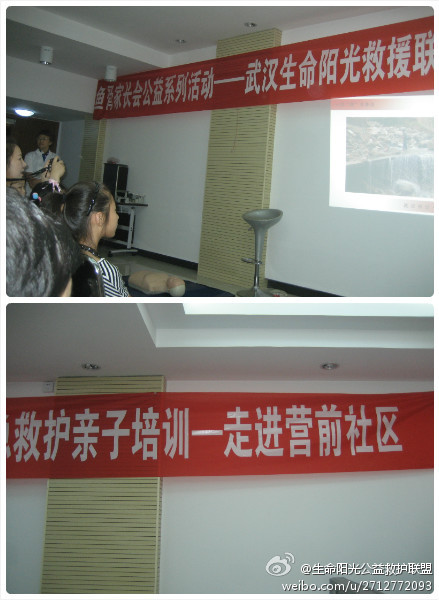 家长会公益系列活动——武汉生命阳光救援联
救护亲子培训—走进营前社区
@生命阳光公益救护联盟
weibo.com/u/2712772093